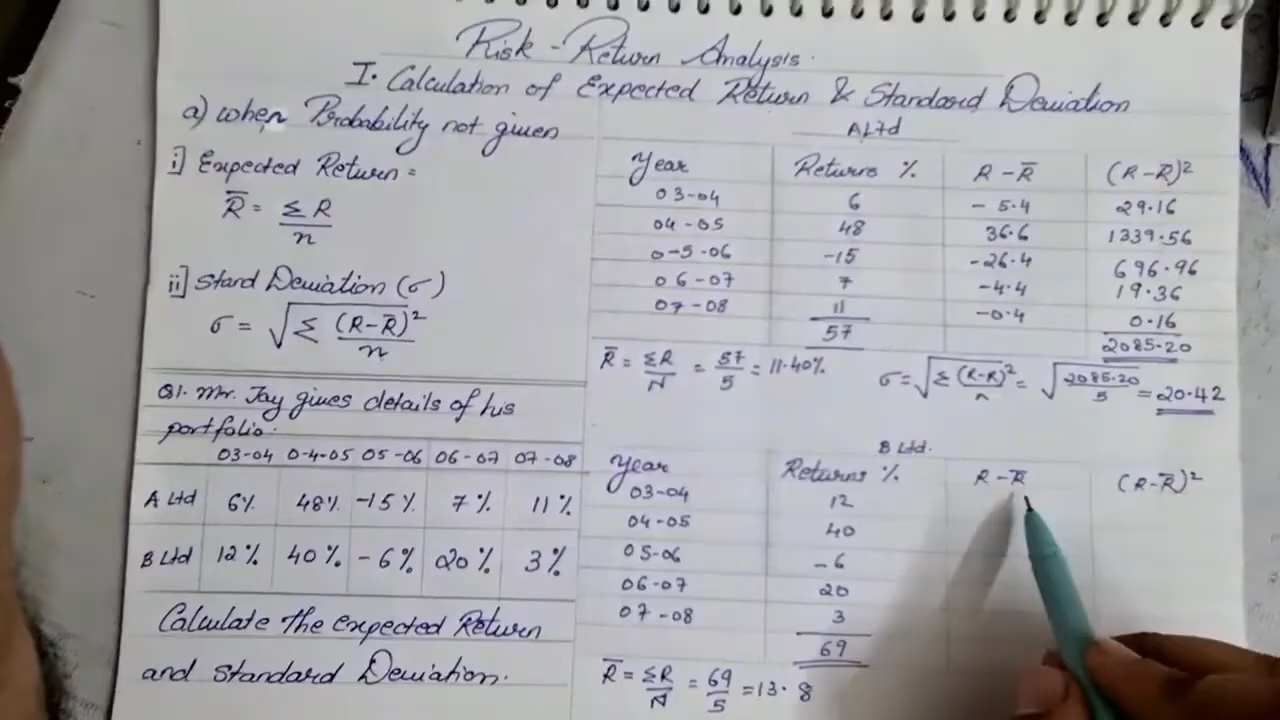 Risk - Return Analysis.
I. Calculation of Expected Return & Standard Deviation
a) when Probability not given
i] Expected Return =
R̅ = ΣR / n
ii] Stard Deviation (σ)
σ = √Σ (R-R̅)² / n
Q1. Mr. Jay gives details of his
portfolio.
03-04 0-4-05 05-06 06-07 07-08
A Ltd 6% 48% -15% 7% 11%
B Ltd 12% 40% -6% 20% 3%
Calculate the Expected Return
and Standard Deviation.
A Ltd
Year Returns % R-R̅ (R-R̅)²
03-04 6 -5.4 29.16
04-05 48 36.6 1339.56
0-5-06 -15 -26.4 696.96
06-07 7 -4.4 19.36
07-08 11 -0.4 0.16
57 2085.20
R̅ = ΣR / N = 57 / 5 = 11.40% σ = √Σ (R-R)² / n = √2085.20 / 5 = 20.42
B Ltd.
Year Returns % R-R̅ (R-R̅)²
03-04 12
04-05 40
05-06 -6
06-07 20
07-08 3
69
R̅ = ΣR / N = 69 / 5 = 13.8